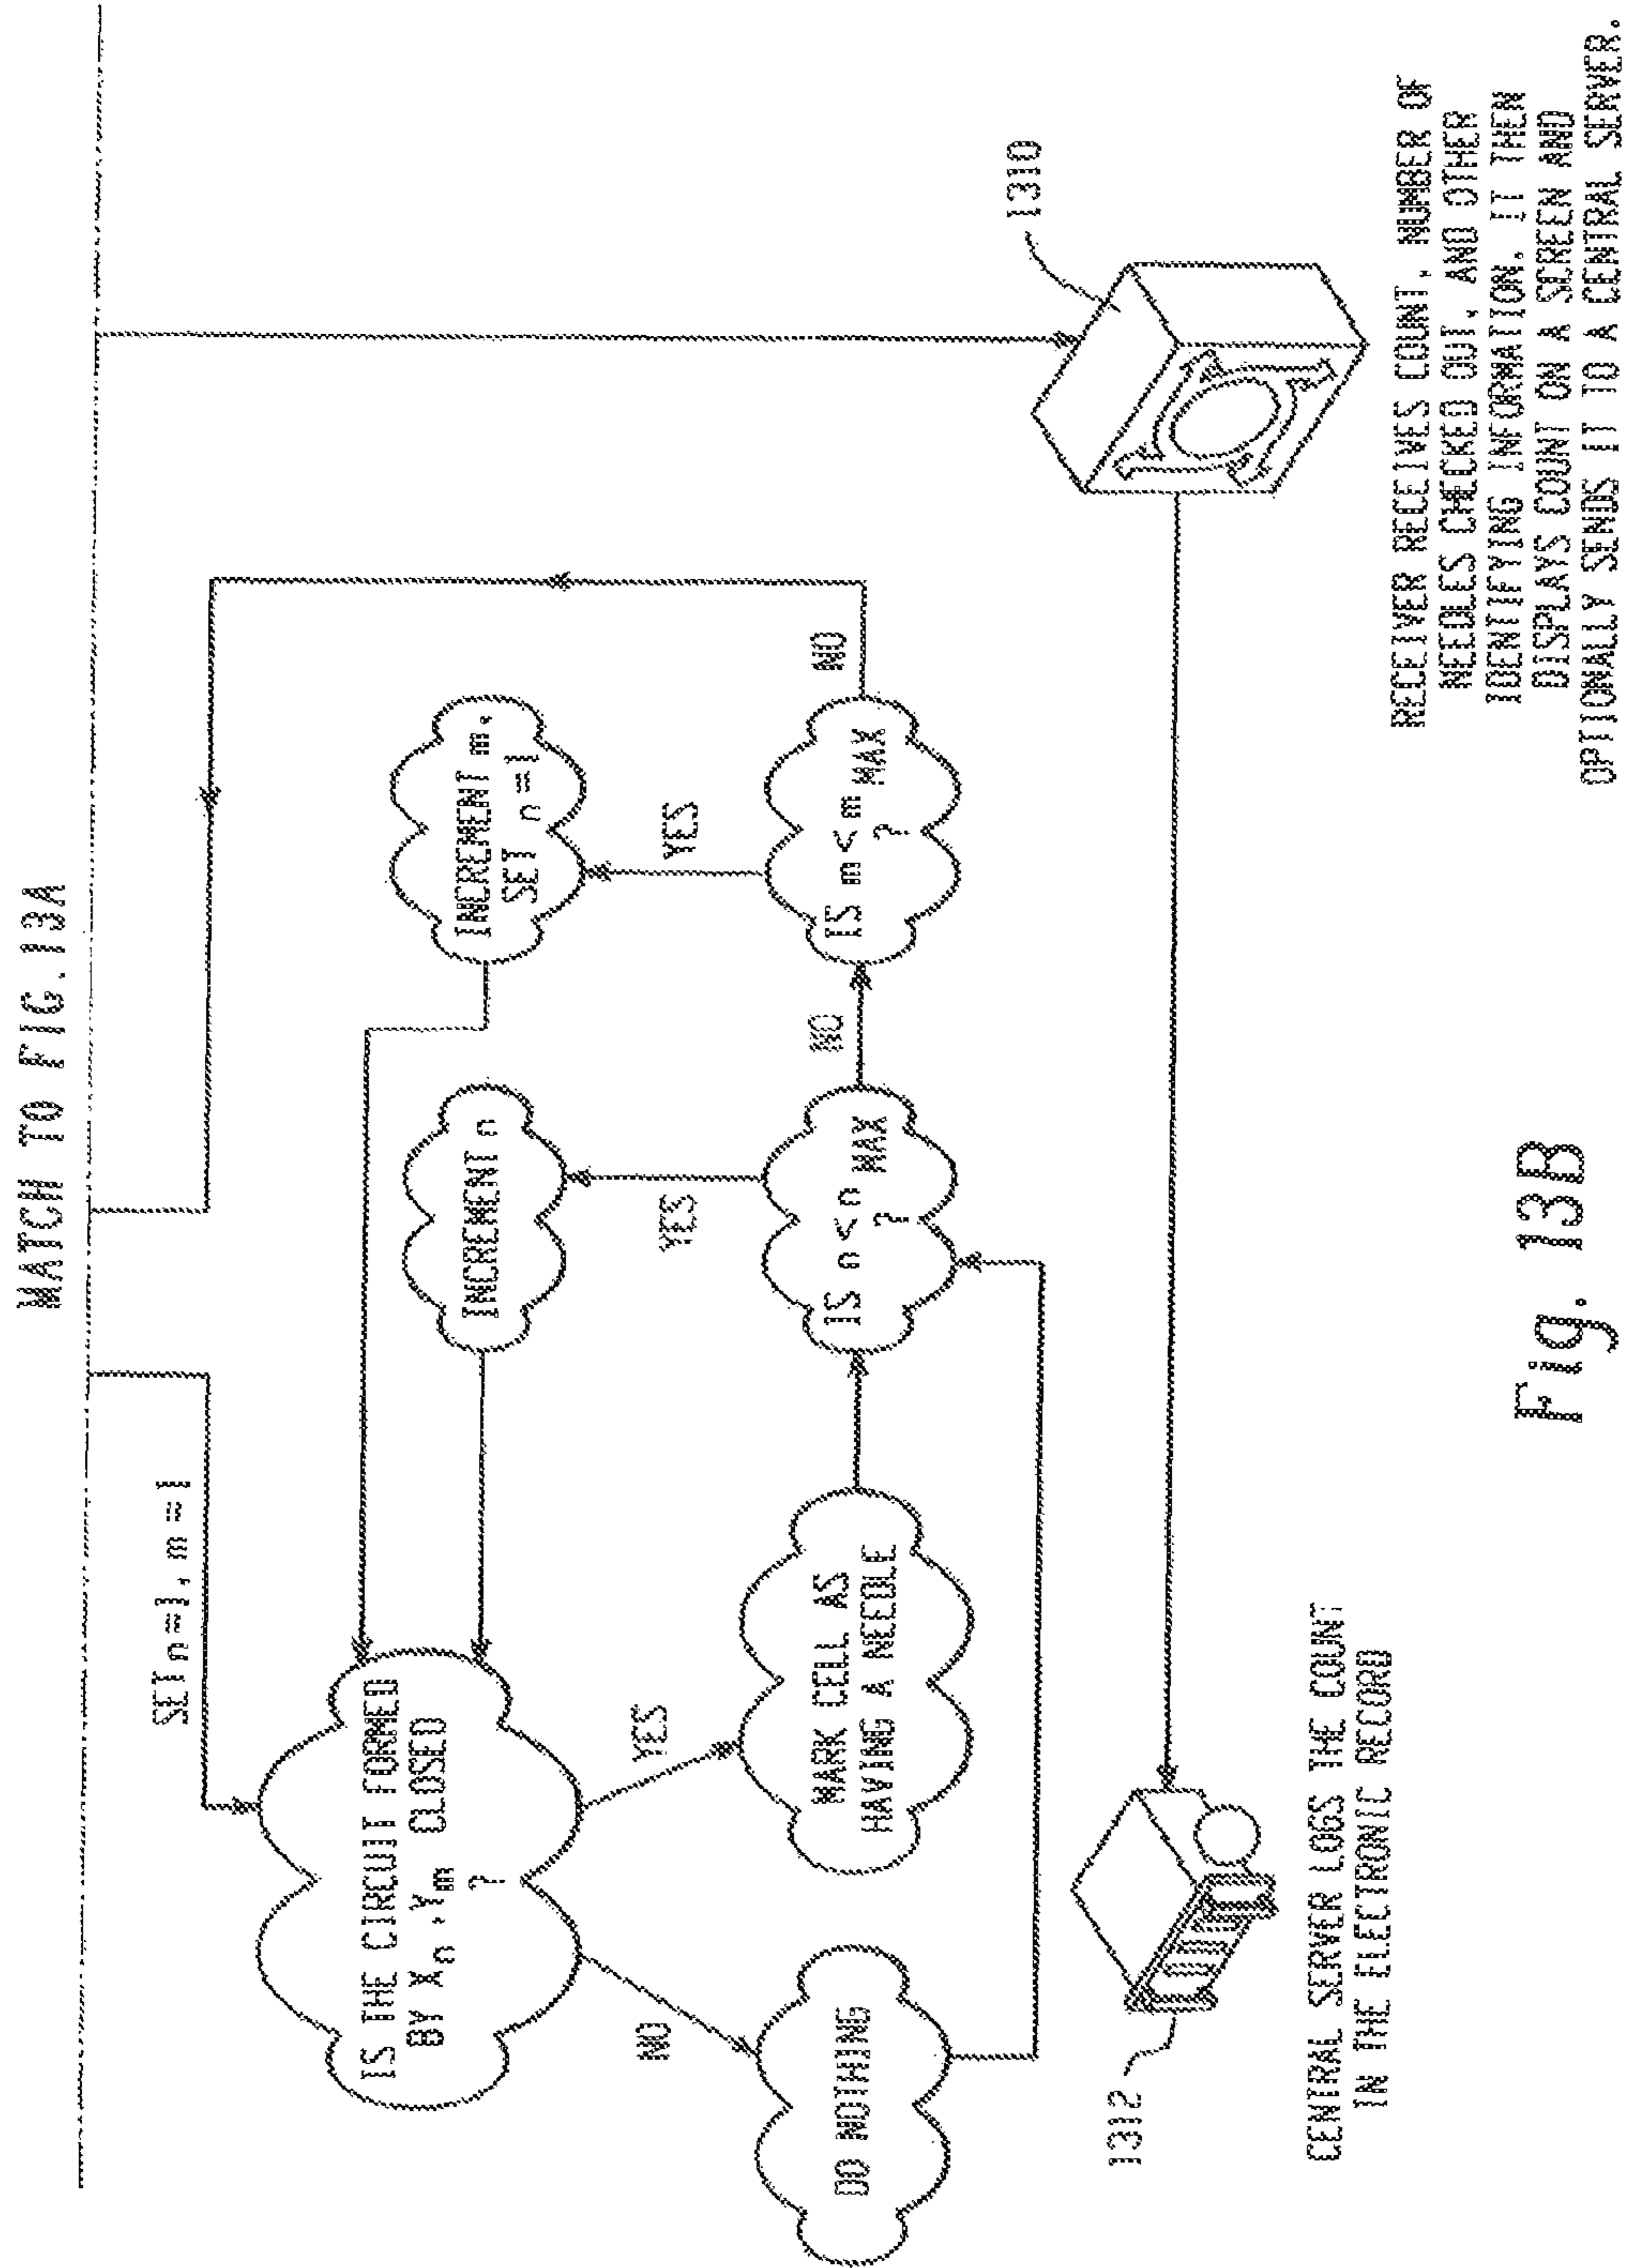 MATCH TO FIG.13A
SET n=1, m=1
IS THE CIRCUIT FORMED
BY Xn, Ym CLOSED
?
NO
YES
DO NOTHING
MARK CELL AS
HAVING A NEEDLE
INCREMENT n
YES
IS n<n MAX
?
NO
INCREMENT m,
SET n=1
YES
IS m<m MAX
?
NO
1310
RECEIVER RECEIVES COUNT, NUMBER OF
NEEDLES CHECKED OUT, AND OTHER
IDENTIFYING INFORMATION. IT THEN
DISPLAYS COUNT ON A SCREEN AND
OPTIONALLY SENDS IT TO A CENTRAL SERVER.
1312
CENTRAL SERVER LOGS THE COUNT
IN THE ELECTRONIC RECORD
Fig. 13B